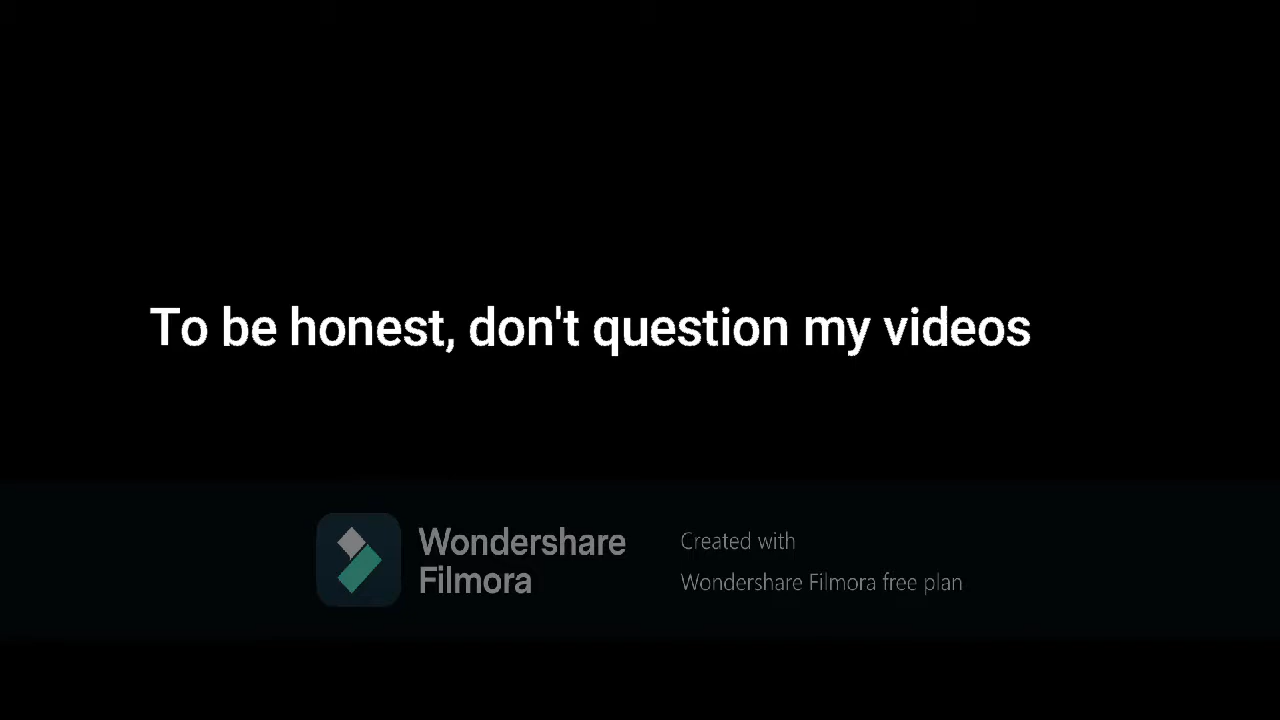 To be honest, don't question my videos
Wondershare
Filmora
Created with
Wondershare Filmora free plan